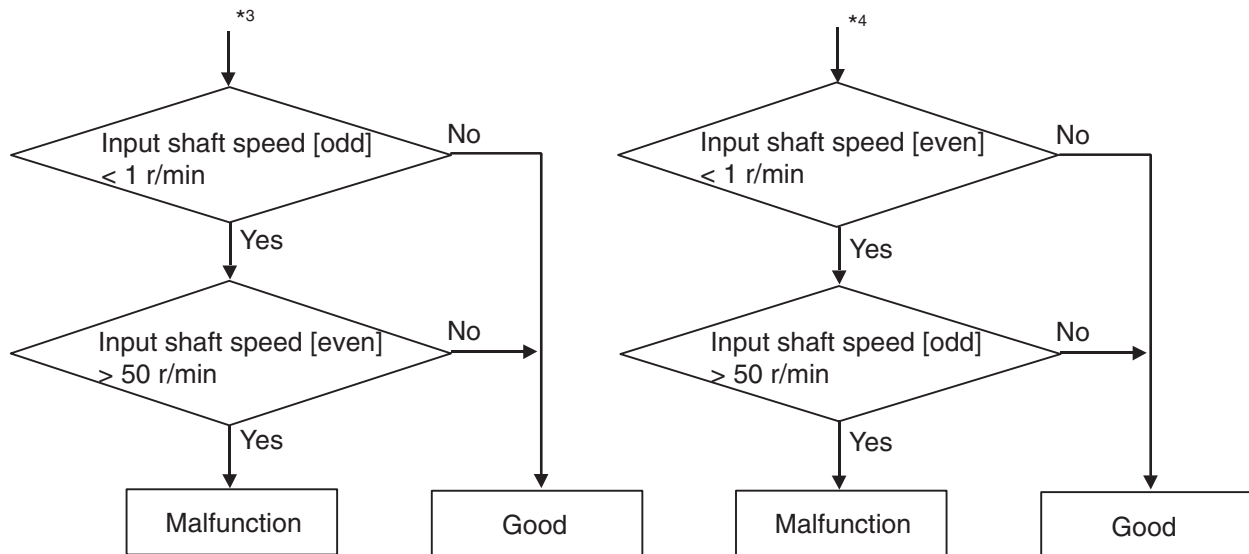 *3
Input shaft speed [odd]
< 1 r/min
No
Yes
Input shaft speed [even]
> 50 r/min
No
Yes
Malfunction
Good
*4
Input shaft speed [even]
< 1 r/min
No
Yes
Input shaft speed [odd]
> 50 r/min
No
Yes
Malfunction
Good